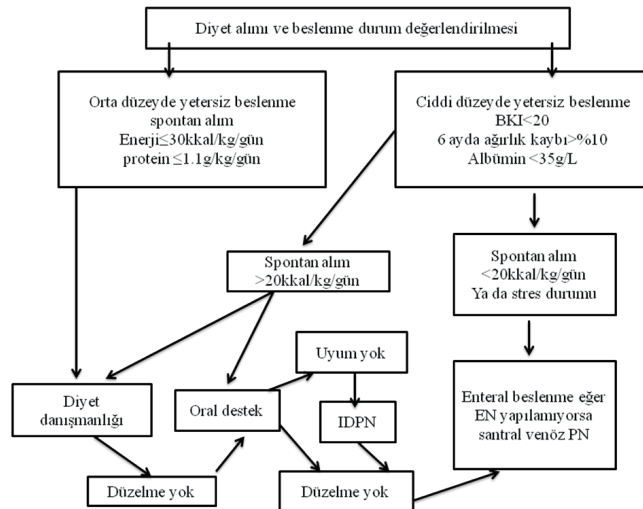 Diyet alımı ve beslenme durum değerlendirilmesi
Orta düzeyde yetersiz beslenme
spontan alım
Enerji≤30kkal/kg/gün
protein ≤1.1g/kg/gün
Ciddi düzeyde yetersiz beslenme
BKI<20
6 ayda ağırlık kaybı>%10
Albümin <35g/L
Spontan alım
>20kkal/kg/gün
Spontan alım
<20kkal/kg/gün
Ya da stres durumu
Uyum yok
Diyet
danışmanlığı
Oral destek
IDPN
Enteral beslenme eğer
EN yapılamıyorsa
santral venöz PN
Düzelme yok
Düzelme yok